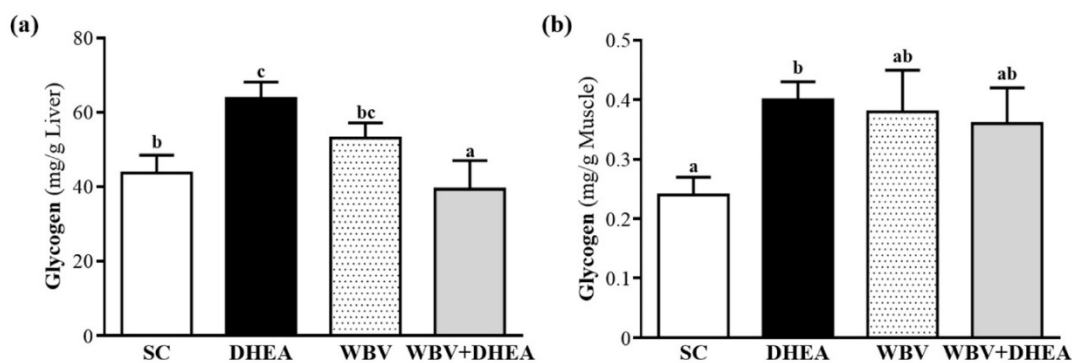 (a)
Glycogen (mg/g Liver)
80
60
40
20
0
b
c
bc
a
SC DHEA WBV WBV+DHEA
(b)
Glycogen (mg/g Muscle)
0.5
0.4
0.3
0.2
0.1
0
a
b
ab
ab
SC DHEA WBV WBV+DHEA